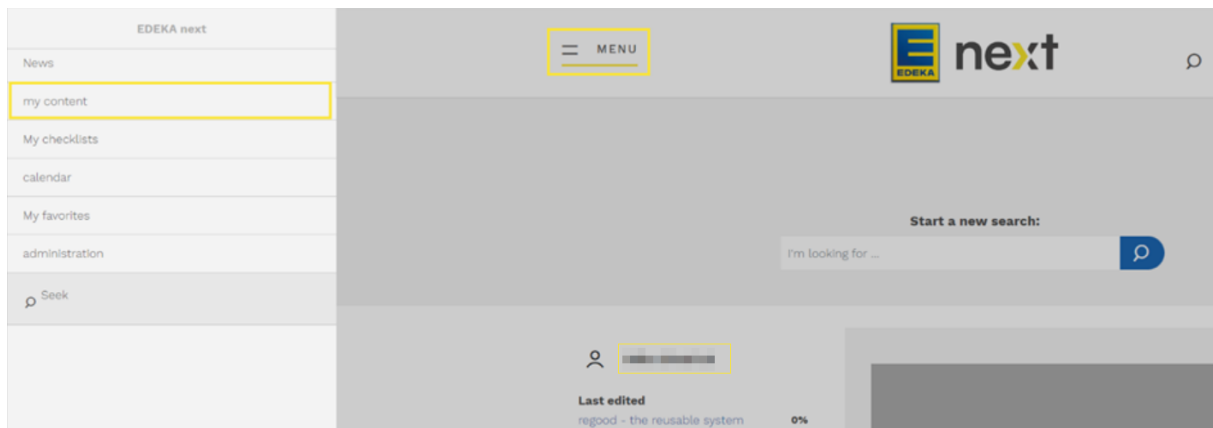 EDEKA next
News
my content
My checklists
calendar
My favorites
administration
Seek
MENU
EDEKA
next
Start a new search:
I'm looking for ...
Last edited
regood - the reusable system 0%